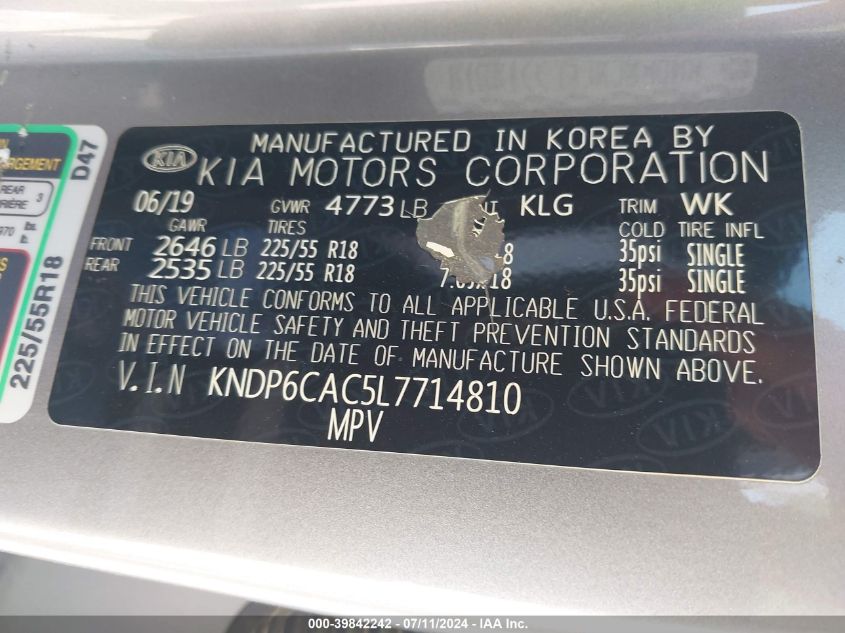 MANUFACTURED IN KOREA BY
KIA KIA MOTORS CORPORATION
06/19 GVWR 4773 LB KLG TRIM WK
GAWR TIRES COLD TIRE INFL
FRONT 2646 LB 225/55 R18 35psi SINGLE
REAR 2535 LB 225/55 R18 35psi SINGLE
THIS VEHICLE CONFORMS TO ALL APPLICABLE U.S.A. FEDERAL
MOTOR VEHICLE SAFETY AND THEFT PREVENTION STANDARDS
IN EFFECT ON THE DATE OF MANUFACTURE SHOWN ABOVE.
V.I.N KNDP6CAC5L7714810
MPV
D47
225/55R18
REAR
3
000-39842242 - 07/11/2024 - IAA Inc.